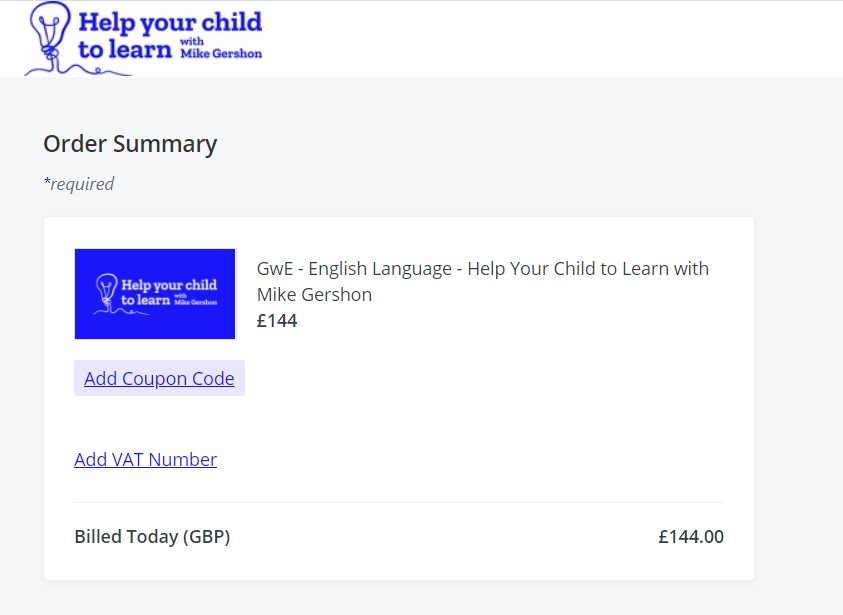 Help your child
to learn with Mike Gershon
Order Summary
*required
Help your child
to learn with Mike Gershon
GwE - English Language - Help Your Child to Learn with
Mike Gershon
£144
Add Coupon Code
Add VAT Number
Billed Today (GBP) £144.00